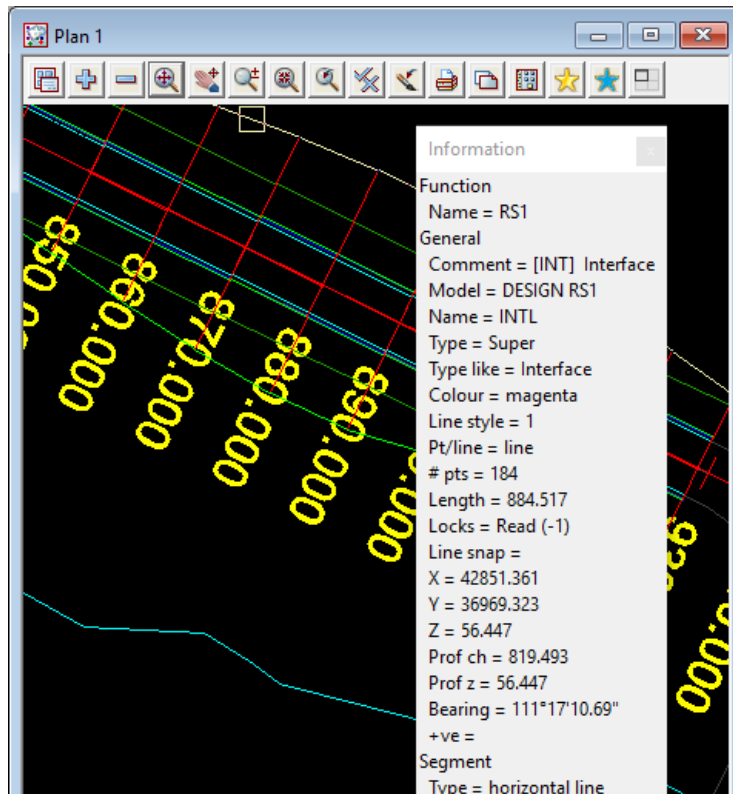 Plan 1
Information
Function
Name = RS1
General
Comment = [INT] Interface
Model = DESIGN RS1
Name = INTL
Type = Super
Type like = Interface
Colour = magenta
Line style = 1
Pt/line = line
# pts = 184
Length = 884.517
Locks = Read (-1)
Line snap =
X = 42851.361
Y = 36969.323
Z = 56.447
Prof ch = 819.493
Prof z = 56.447
Bearing = 111°17'10.69"
+ve =
Segment
Type = horizontal line
860.000
870.000
880.000
890.000